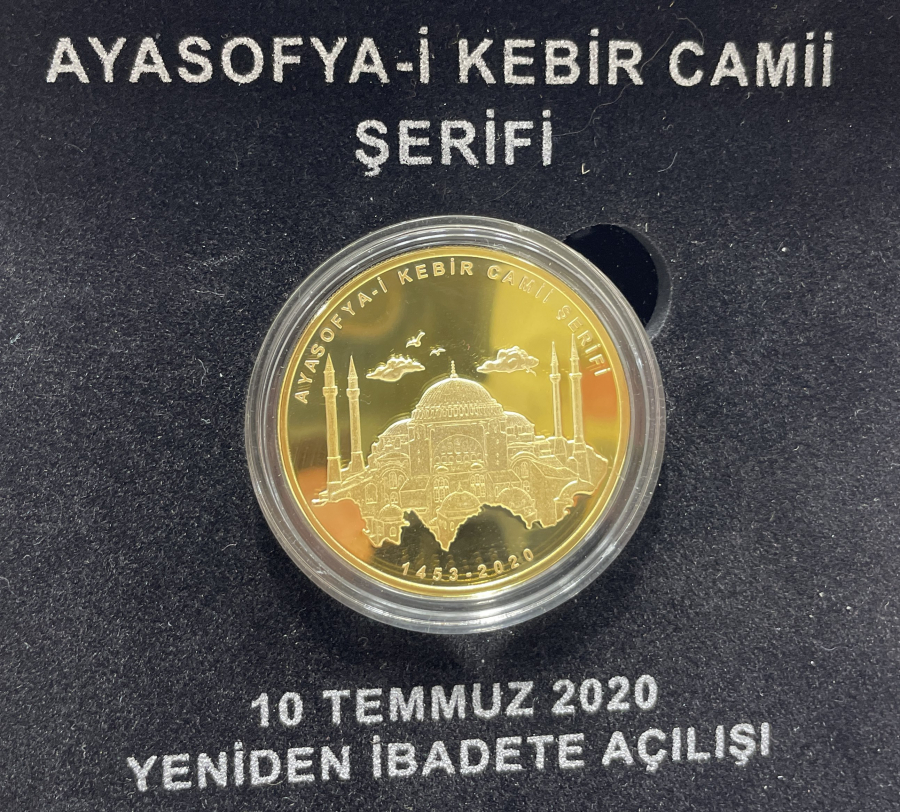 AYASOFYA-İ KEBİR CAMİİ
ŞERİFİ
AYASOFYA-İ KEBİR CAMİİ ŞERİFİ
1453-2020
10 TEMMUZ 2020
YENİDEN İBADETE AÇILIŞI